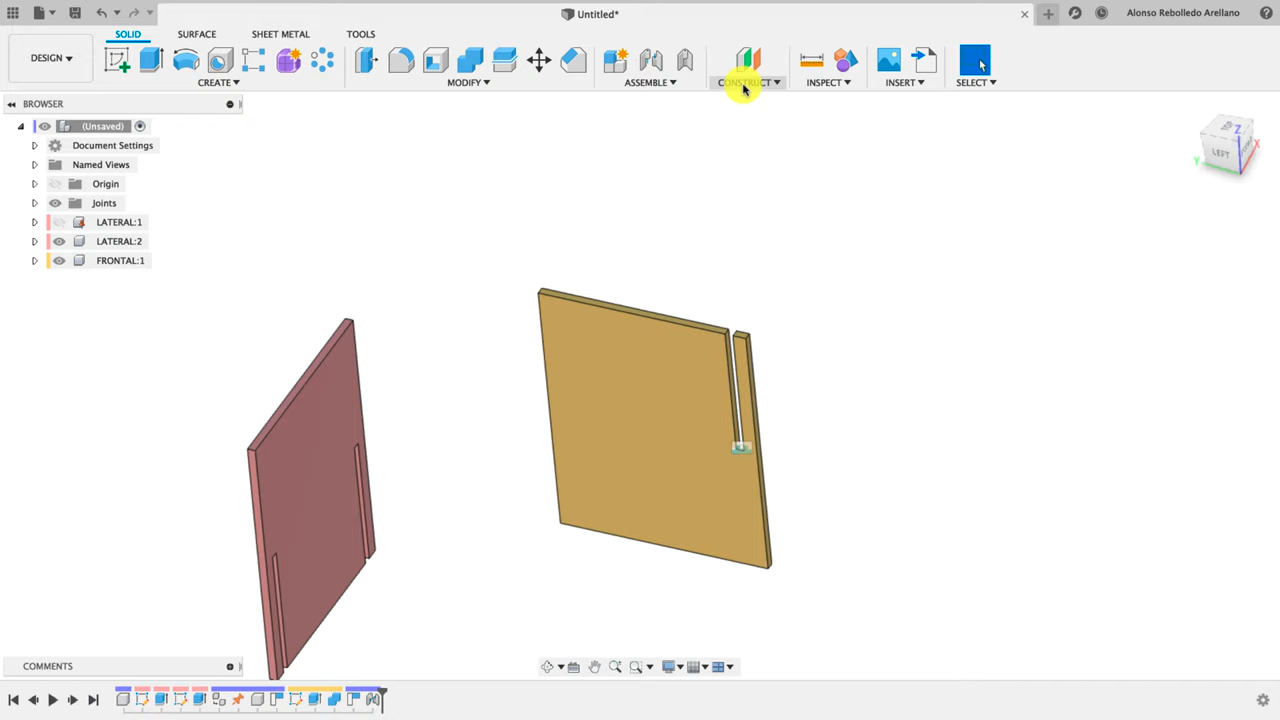 Untitled*
Alonso Rebolledo Arellano
DESIGN
SOLID
SURFACE
SHEET METAL
TOOLS
CREATE
MODIFY
ASSEMBLE
CONSTRUCT
INSPECT
INSERT
SELECT
BROWSER
(Unsaved)
Document Settings
Named Views
Origin
Joints
LATERAL:1
LATERAL:2
FRONTAL:1
Z
LEFT
X
Y
COMMENTS